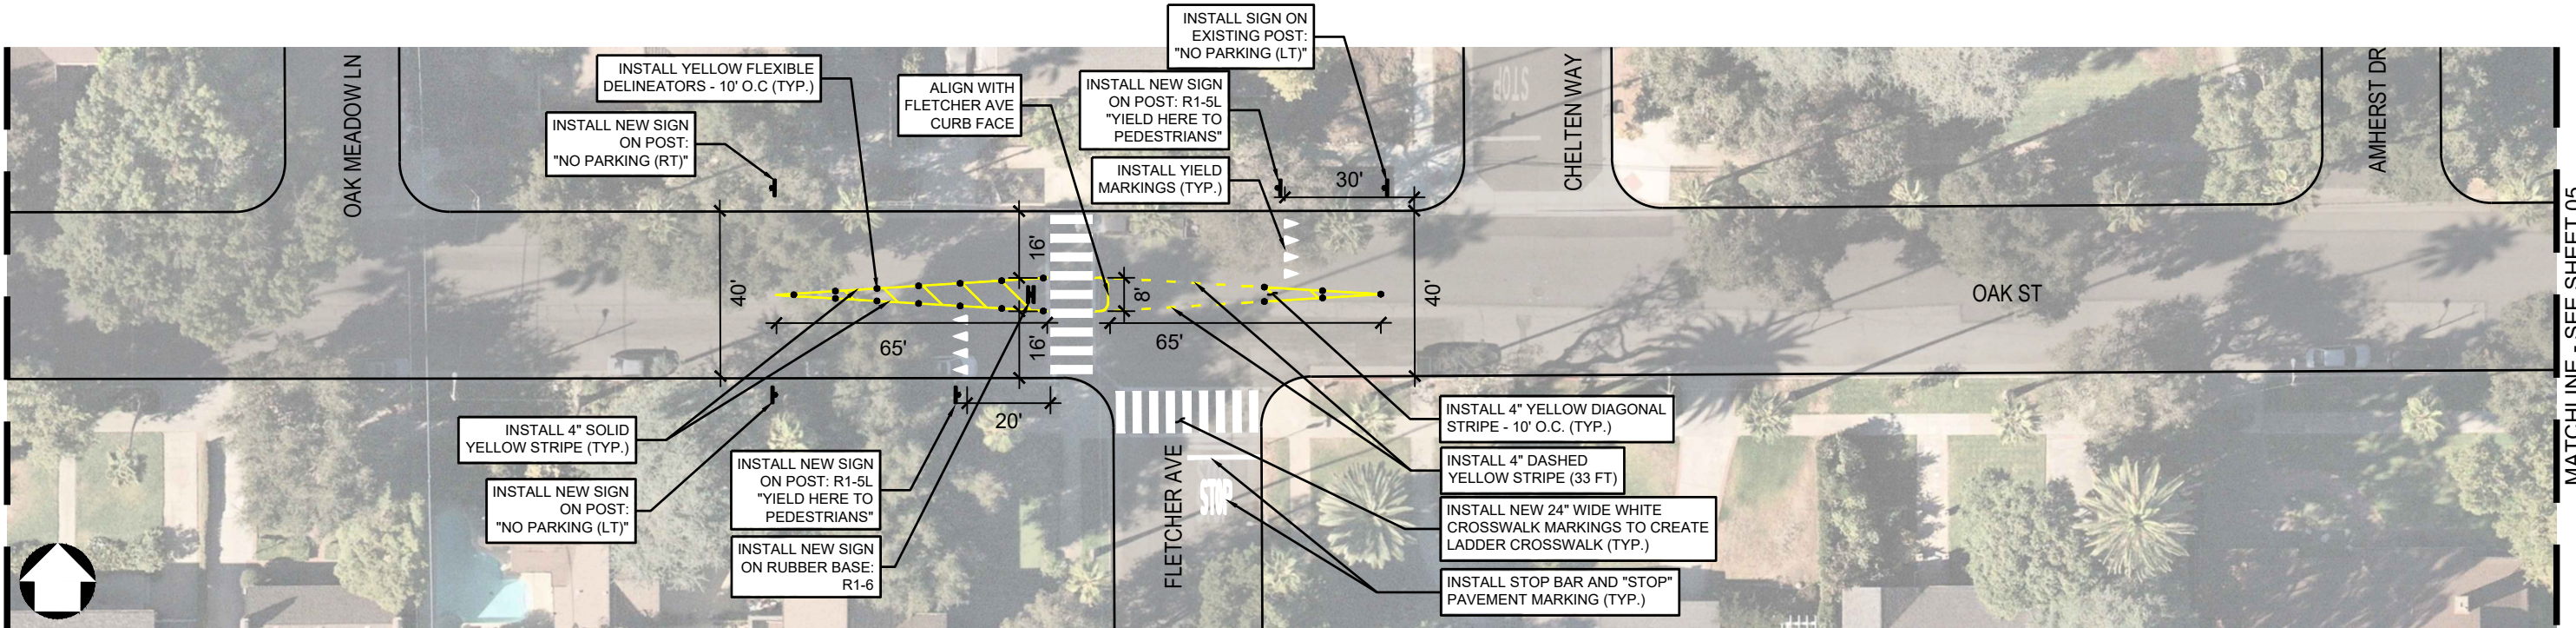 INSTALL SIGN ON
EXISTING POST:
"NO PARKING (LT)"
INSTALL YELLOW FLEXIBLE
DELINEATORS - 10' O.C (TYP.)
ALIGN WITH
FLETCHER AVE
CURB FACE
INSTALL NEW SIGN
ON POST: R1-5L
"YIELD HERE TO
PEDESTRIANS"
INSTALL NEW SIGN
ON POST:
"NO PARKING (RT)"
INSTALL YIELD
MARKINGS (TYP.)
OAK MEADOW LN
STOP
CHELTEN WAY
AMHERST DR
30'
16'
40'
8'
40'
OAK ST
65'
16'
65'
20'
INSTALL 4" SOLID
YELLOW STRIPE (TYP.)
INSTALL NEW SIGN
ON POST:
"NO PARKING (LT)"
INSTALL NEW SIGN
ON POST: R1-5L
"YIELD HERE TO
PEDESTRIANS"
INSTALL NEW SIGN
ON RUBBER BASE:
R1-6
FLETCHER AVE
STOP
INSTALL 4" YELLOW DIAGONAL
STRIPE - 10' O.C. (TYP.)
INSTALL 4" DASHED
YELLOW STRIPE (33 FT)
INSTALL NEW 24" WIDE WHITE
CROSSWALK MARKINGS TO CREATE
LADDER CROSSWALK (TYP.)
INSTALL STOP BAR AND "STOP"
PAVEMENT MARKING (TYP.)
MATCHLINE - SEE SHEET 05